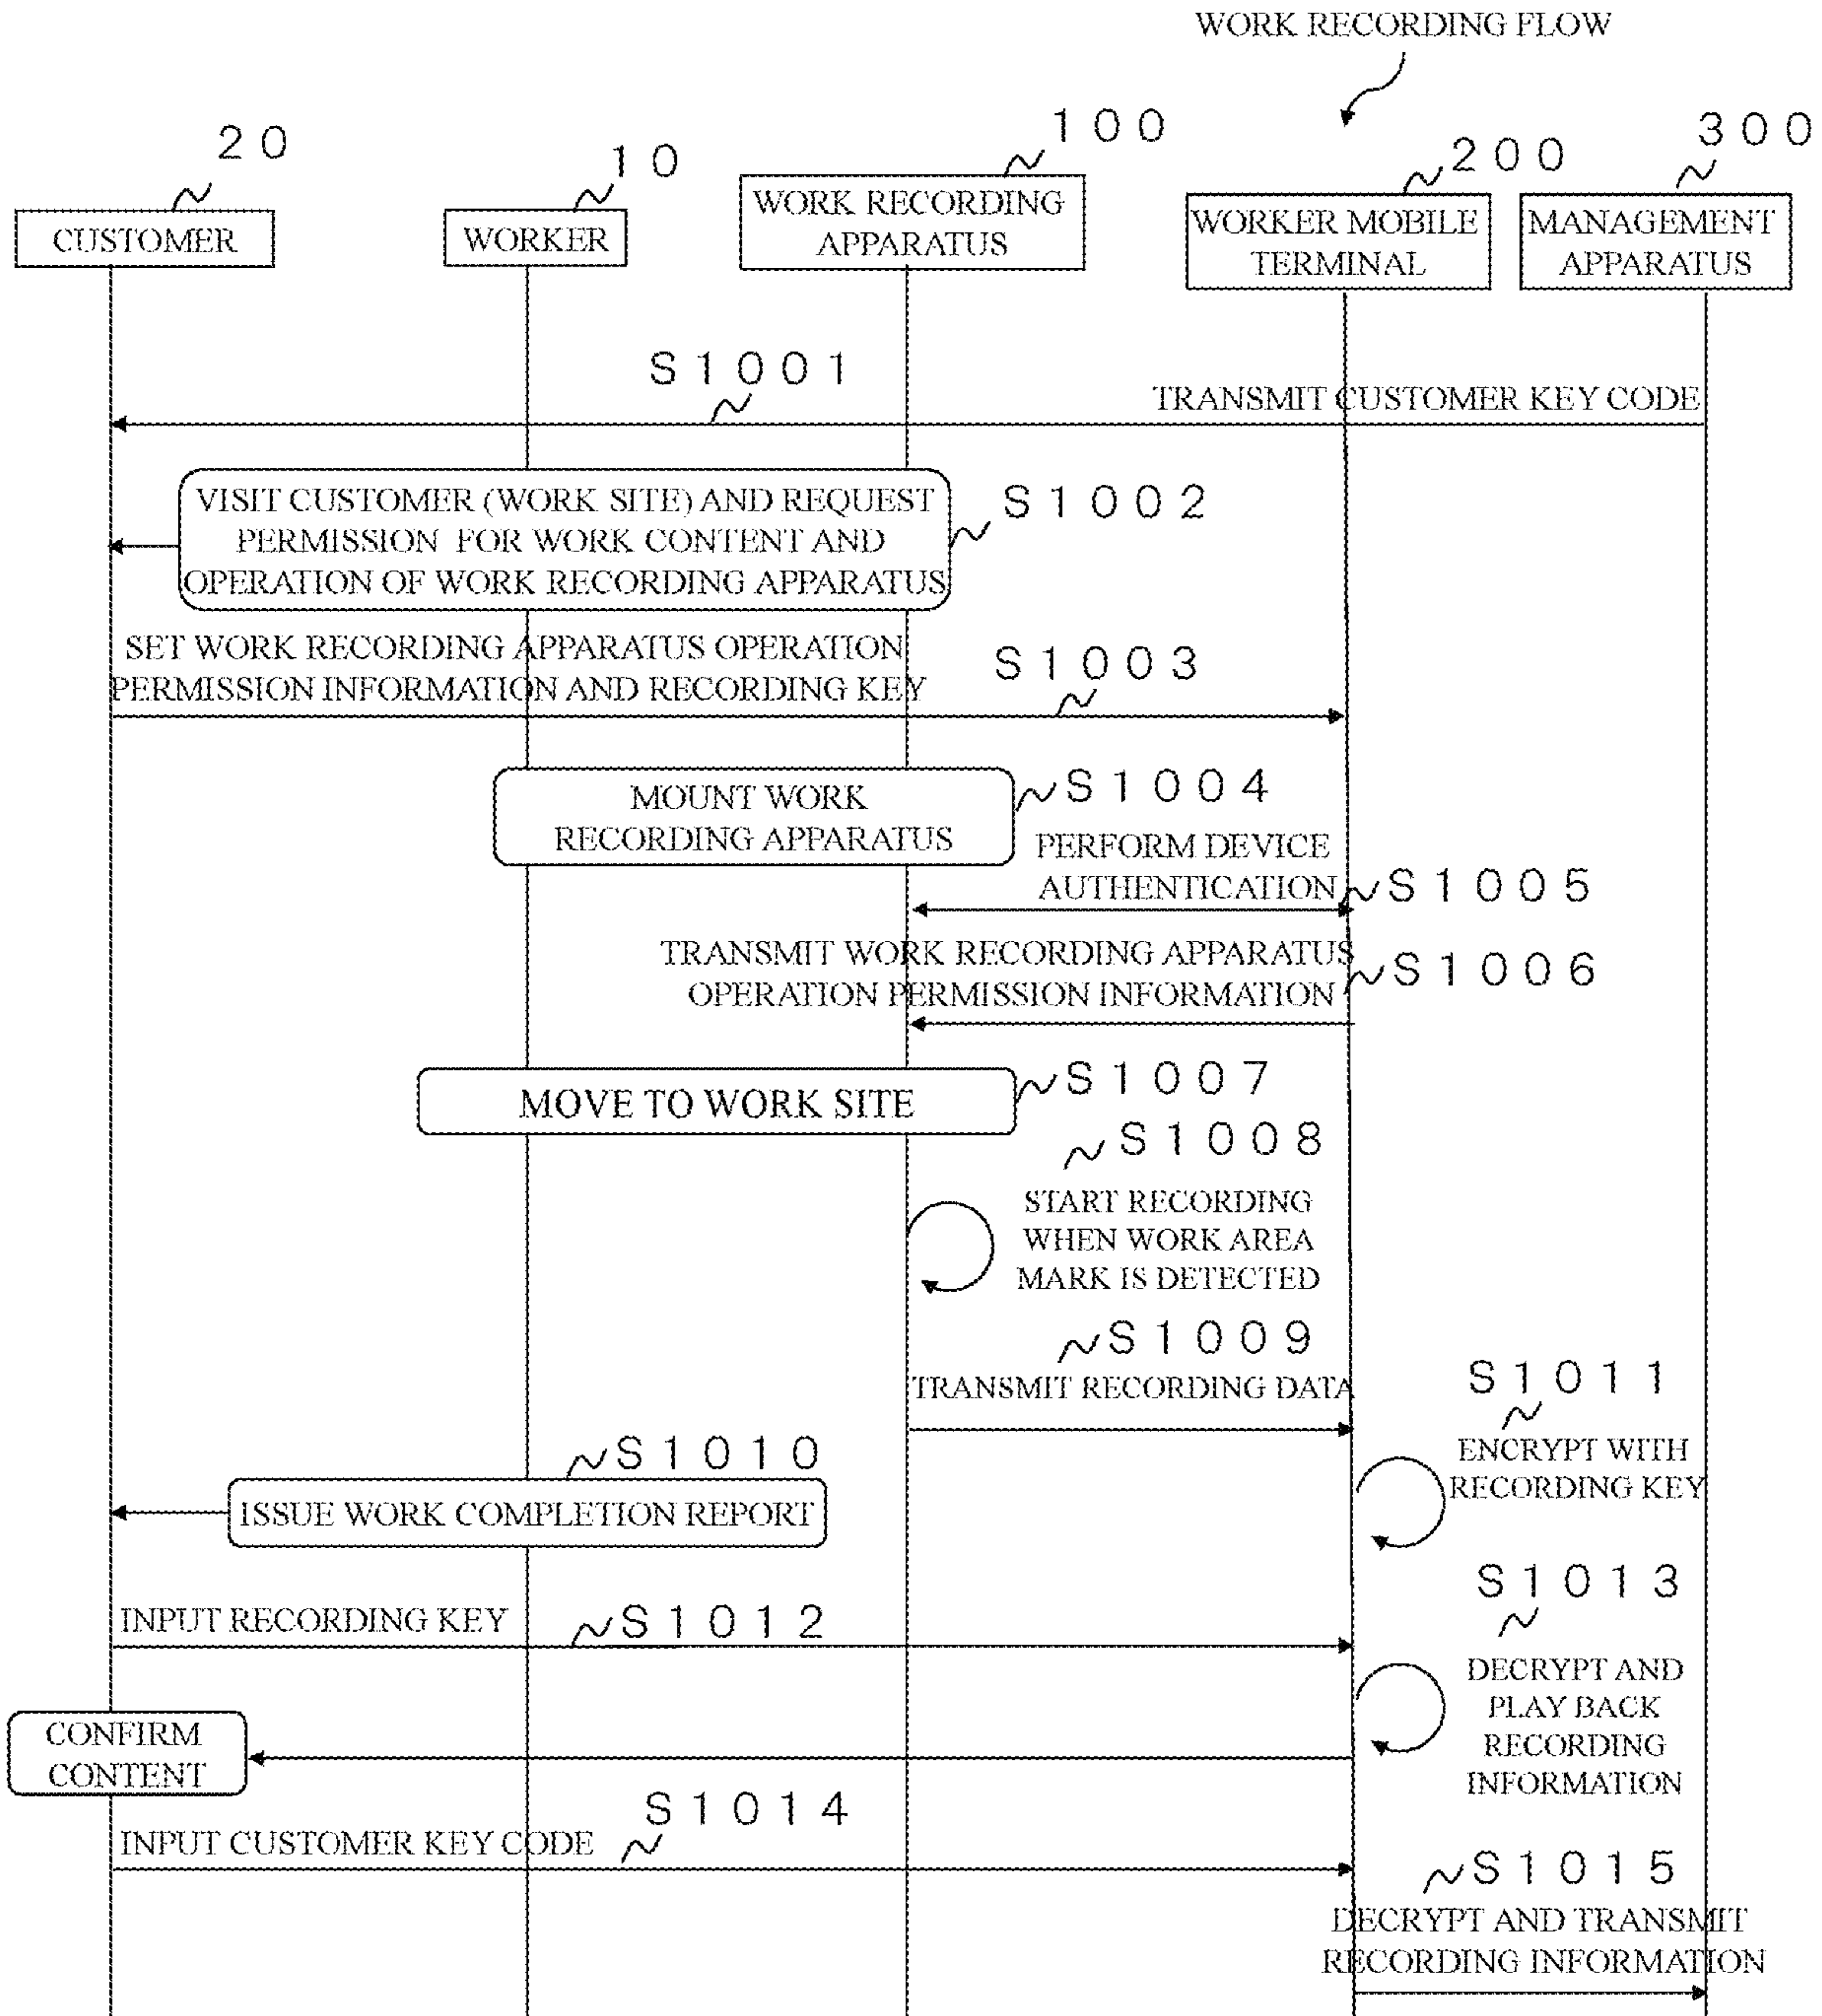 WORK RECORDING FLOW
20
10
100
200
300
CUSTOMER
WORKER
WORK RECORDING
APPARATUS
WORKER MOBILE
TERMINAL
MANAGEMENT
APPARATUS
S1001
TRANSMIT CUSTOMER KEY CODE
VISIT CUSTOMER (WORK SITE) AND REQUEST
PERMISSION FOR WORK CONTENT AND
OPERATION OF WORK RECORDING APPARATUS
S1002
SET WORK RECORDING APPARATUS OPERATION
PERMISSION INFORMATION AND RECORDING KEY
S1003
MOUNT WORK
RECORDING APPARATUS
S1004
PERFORM DEVICE
AUTHENTICATION
S1005
TRANSMIT WORK RECORDING APPARATUS
OPERATION PERMISSION INFORMATION
S1006
MOVE TO WORK SITE
S1007
S1008
START RECORDING
WHEN WORK AREA
MARK IS DETECTED
S1009
TRANSMIT RECORDING DATA
S1011
ENCRYPT WITH
RECORDING KEY
S1010
ISSUE WORK COMPLETION REPORT
INPUT RECORDING KEY
S1012
S1013
DECRYPT AND
PLAY BACK
RECORDING
INFORMATION
CONFIRM
CONTENT
S1014
INPUT CUSTOMER KEY CODE
S1015
DECRYPT AND TRANSMIT
RECORDING INFORMATION